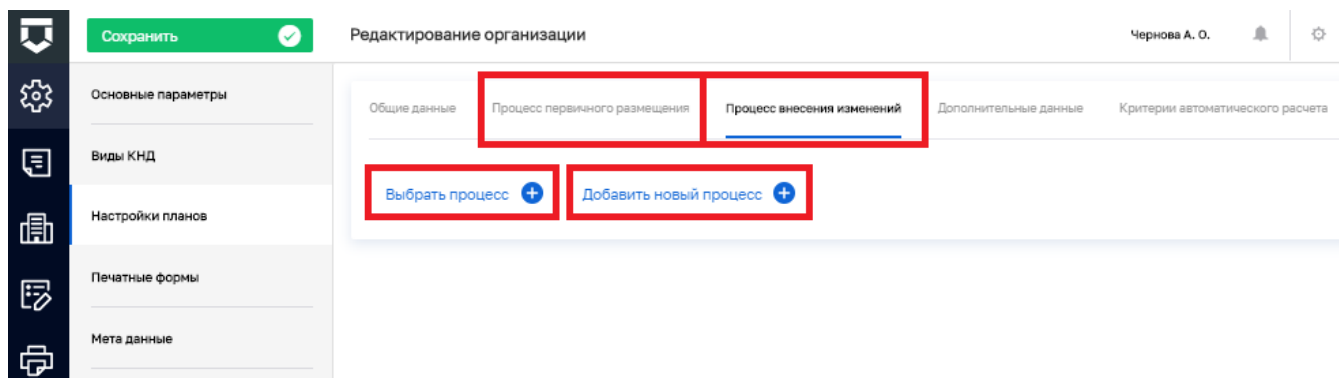 Сохранить
Редактирование организации
Чернова А. О.
Основные параметры
Общие данные
Процесс первичного размещения
Процесс внесения изменений
Дополнительные данные
Критерии автоматического расчета
Виды КНД
Выбрать процесс
Добавить новый процесс
Настройки планов
Печатные формы
Мета данные